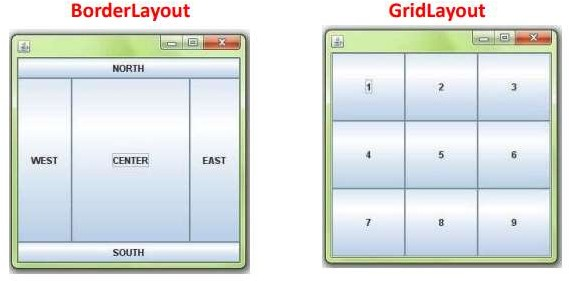 BorderLayout
GridLayout
NORTH
WEST CENTER EAST
SOUTH
1 2 3
4 5 6
7 8 9